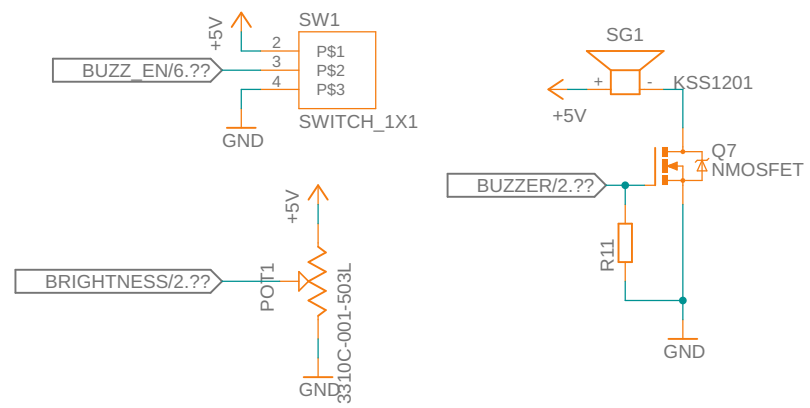 SW1
+5V
2
P$1
BUZZ_EN/6.??
3
P$2
4
P$3
SWITCH_1X1
GND
SG1
+
-
KSS1201
+5V
Q7
NMOSFET
BUZZER/2.??
R11
GND
+5V
BRIGHTNESS/2.??
POT1
3310C-001-503L
GND